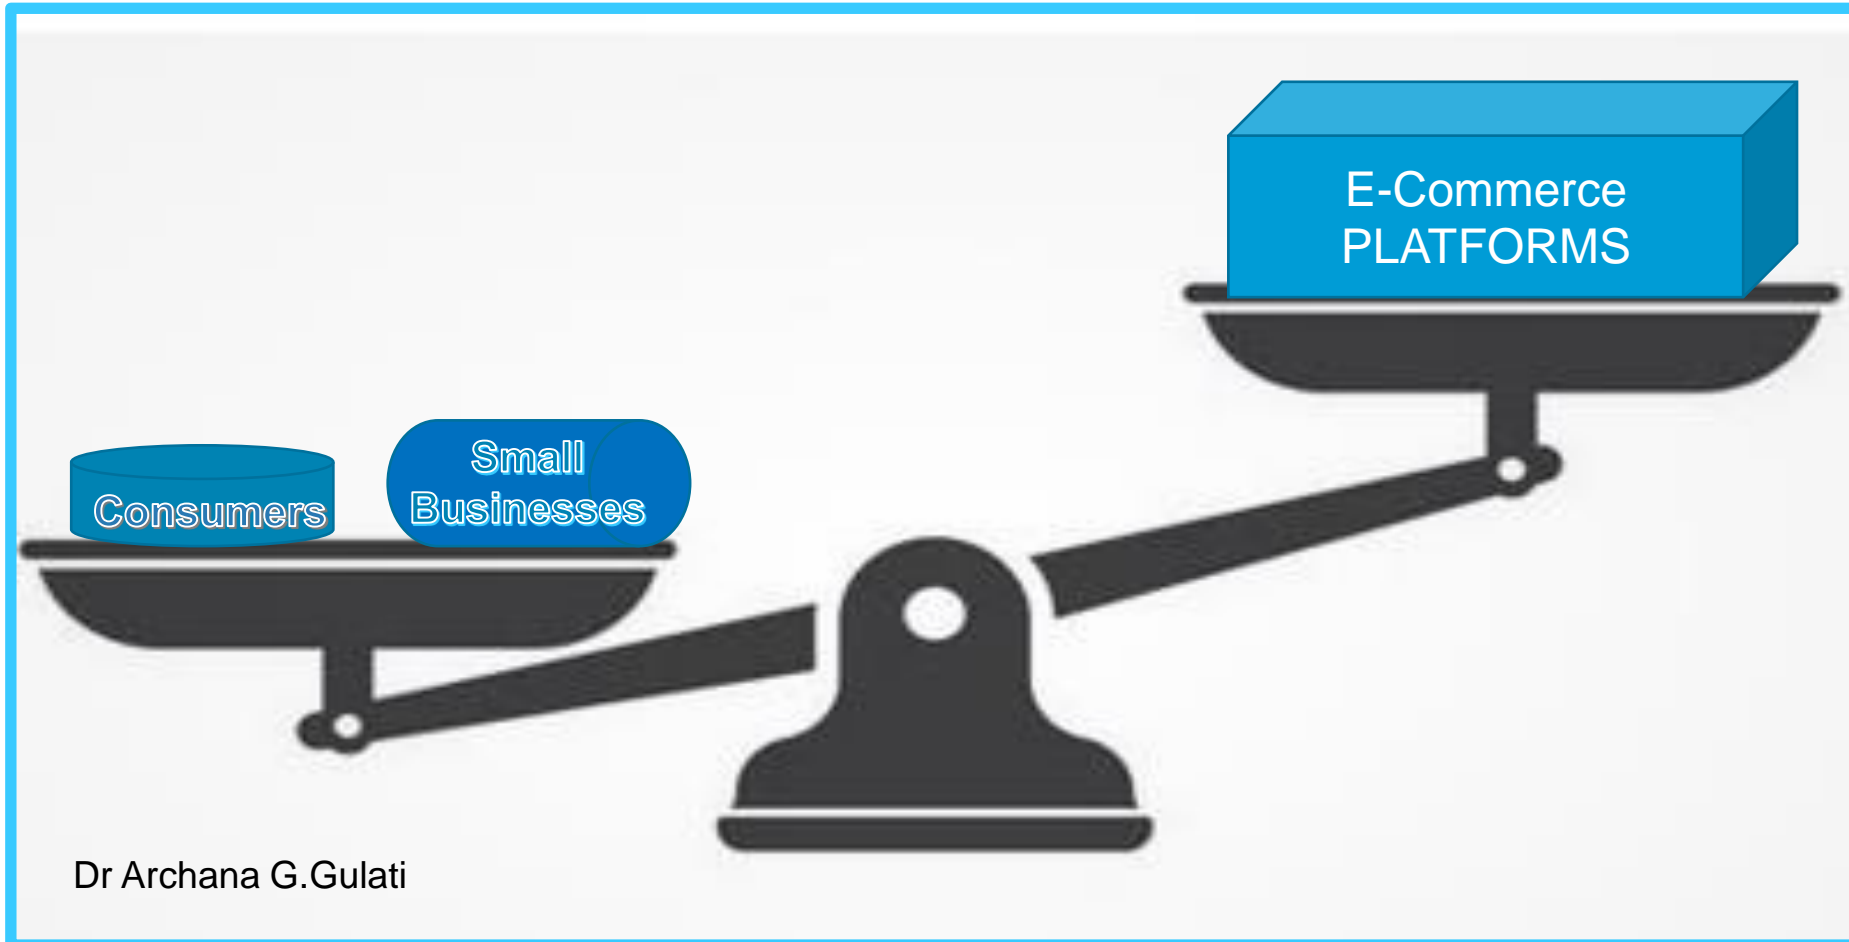 E-Commerce
PLATFORMS
Small
Businesses
Consumers
Dr Archana G.Gulati